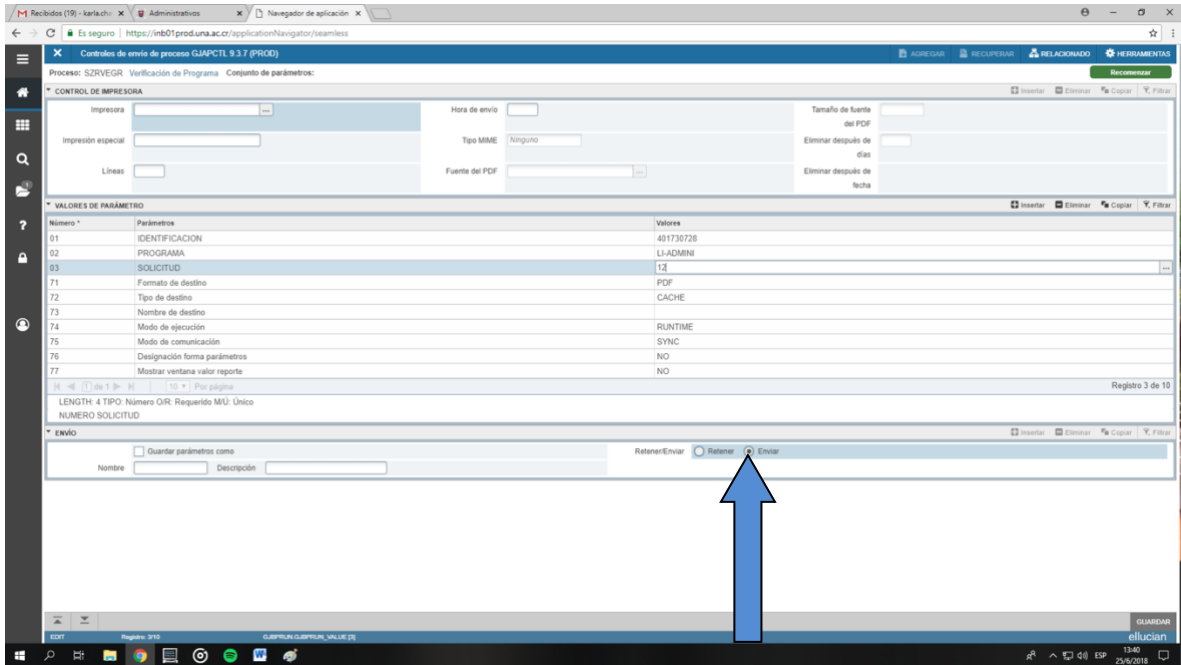 Recibidos (19) - karla.cha × Administrativos × Navegador de aplicación ×
Es seguro | https://inb01prod.una.ac.cr/applicationNavigator/seamless
× Controles de envío de proceso GJAPCTL 9.3.7 (PROD) AGREGAR RECUPERAR RELACIONADO HERRAMIENTAS
Proceso: SZRVEGR Verificación de Programa Conjunto de parámetros: Recomenzar
CONTROL DE IMPRESORA Insertar Eliminar Copiar Filtrar
Impresora ... Hora de envío Tamaño de fuente
del PDF
Impresión especial Tipo MIME Ninguno Eliminar después de
días
Líneas Fuente del PDF ... Eliminar después de
fecha
VALORES DE PARÁMETRO Insertar Eliminar Copiar Filtrar
Número * Parámetros Valores
01 IDENTIFICACION 401730728
02 PROGRAMA LI-ADMINI
03 SOLICITUD 12 ...
71 Formato de destino PDF
72 Tipo de destino CACHE
73 Nombre de destino
74 Modo de ejecución RUNTIME
75 Modo de comunicación SYNC
76 Designación forma parámetros NO
77 Mostrar ventana valor reporte NO
1 de 1 10 Por página Registro 3 de 10
LENGTH: 4 TIPO: Número O/R: Requerido M/Ú: Único
NUMERO SOLICITUD
ENVÍO Insertar Eliminar Copiar Filtrar
Guardar parámetros como Retener/Enviar Retener Enviar
Nombre Descripción
GUARDAR
EDIT Registro: 3/10 GJBPRUN.GJBPRUN_VALUE [3] ellucian
ESP 13:40
25/6/2018